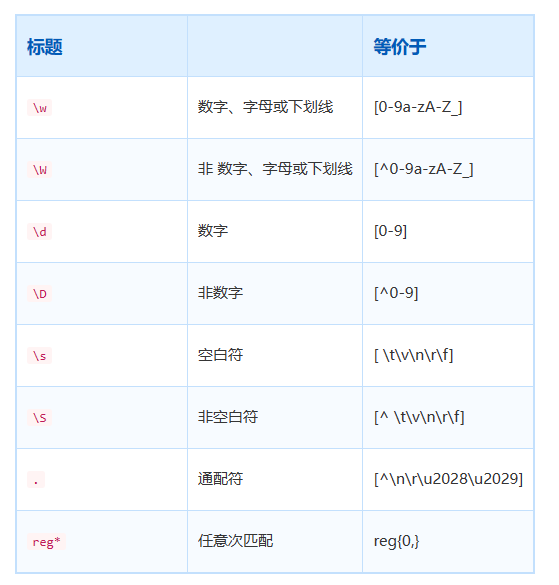 标题 等价于
\w 数字、字母或下划线 [0-9a-zA-Z_]
\W 非 数字、字母或下划线 [^0-9a-zA-Z_]
\d 数字 [0-9]
\D 非数字 [^0-9]
\s 空白符 [ \t\v\n\r\f]
\S 非空白符 [^ \t\v\n\r\f]
. 通配符 [^\n\r\u2028\u2029]
reg* 任意次匹配 reg{0,}